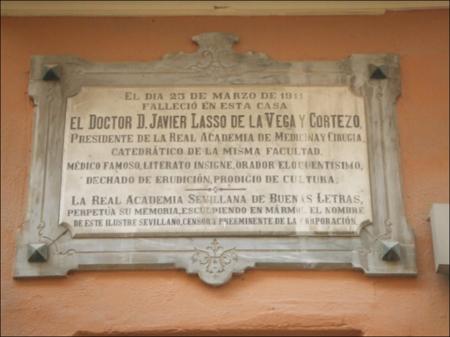 EL DIA 25 DE MARZO DE 1911
FALLECIÓ EN ESTA CASA
EL DOCTOR D. JAVIER LASSO DE LA VEGA Y CORTEZO,
PRESIDENTE DE LA REAL ACADEMIA DE MEDICINA Y CIRUGIA,
CATEDRÁTICO DE LA MISMA FACULTAD.
MÉDICO FAMOSO, LITERATO INSIGNE, ORADOR ELOCUENTISIMO,
DECHADO DE ERUDICIÓN, PRODIGIO DE CULTURA.
LA REAL ACADEMIA SEVILLANA DE BUENAS LETRAS,
PERPETUA SU MEMORIA, ESCULPIENDO EN MÁRMOL EL NOMBRE
DE ESTE ILUSTRE SEVILLANO, CENSOR Y PREEMINENTE DE LA CORPORACIÓN.